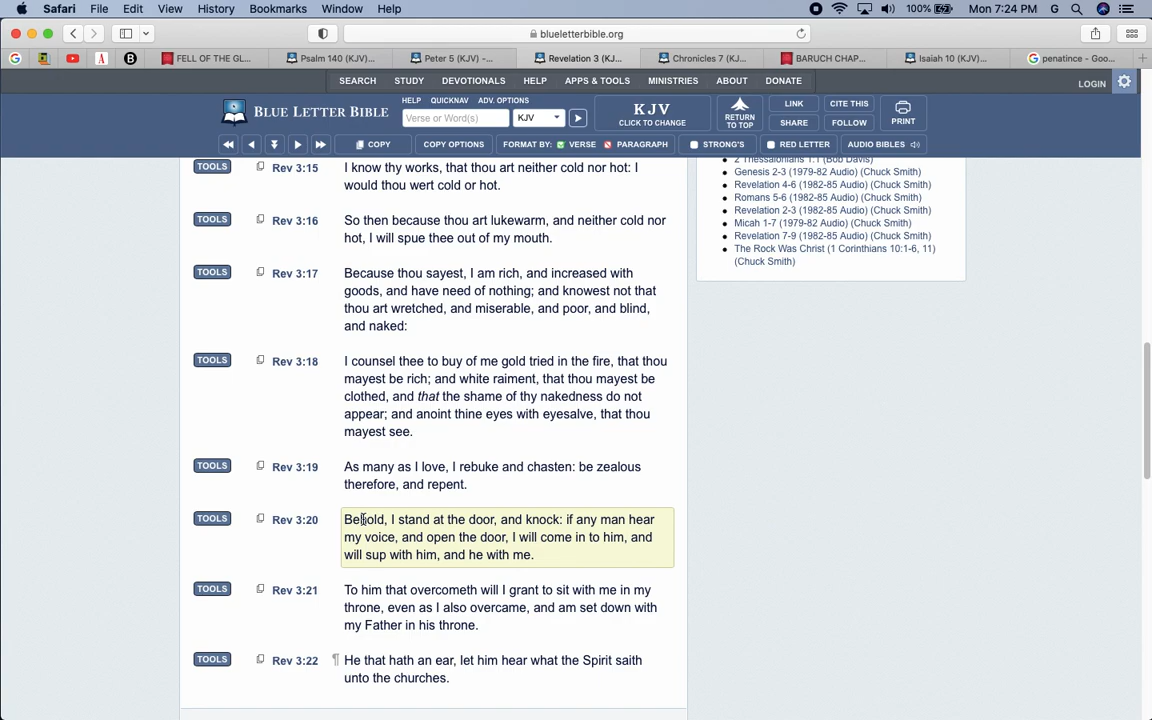 Safari File Edit View History Bookmarks Window Help 100% Mon 7:24 PM G
blueletterbible.org
FELL OF THE GL... Psalm 140 (KJV)... Peter 5 (KJV) -... Revelation 3 (KJ... Chronicles 7 (KJ... BARUCH CHAP... Isaiah 10 (KJV)... penatince - Goo...
SEARCH STUDY DEVOTIONALS HELP APPS & TOOLS MINISTRIES ABOUT DONATE LOGIN
BLUE LETTER BIBLE
HELP QUICKNAV ADV. OPTIONS
Verse or Word(s) KJV
KJV
CLICK TO CHANGE
RETURN
TO TOP
LINK CITE THIS
SHARE FOLLOW
PRINT
COPY COPY OPTIONS FORMAT BY: VERSE PARAGRAPH STRONG'S RED LETTER AUDIO BIBLES
TOOLS Rev 3:15 I know thy works, that thou art neither cold nor hot: I
would thou wert cold or hot.
TOOLS Rev 3:16 So then because thou art lukewarm, and neither cold nor
hot, I will spue thee out of my mouth.
TOOLS Rev 3:17 Because thou sayest, I am rich, and increased with
goods, and have need of nothing; and knowest not that
thou art wretched, and miserable, and poor, and blind,
and naked:
TOOLS Rev 3:18 I counsel thee to buy of me gold tried in the fire, that thou
mayest be rich; and white raiment, that thou mayest be
clothed, and that the shame of thy nakedness do not
appear; and anoint thine eyes with eyesalve, that thou
mayest see.
TOOLS Rev 3:19 As many as I love, I rebuke and chasten: be zealous
therefore, and repent.
TOOLS Rev 3:20 Behold, I stand at the door, and knock: if any man hear
my voice, and open the door, I will come in to him, and
will sup with him, and he with me.
TOOLS Rev 3:21 To him that overcometh will I grant to sit with me in my
throne, even as I also overcame, and am set down with
my Father in his throne.
TOOLS Rev 3:22 ¶ He that hath an ear, let him hear what the Spirit saith
unto the churches.
2 Thessalonians 1:1 (Bob Davis)
Genesis 2-3 (1979-82 Audio) (Chuck Smith)
Revelation 4-6 (1982-85 Audio) (Chuck Smith)
Romans 5-6 (1982-85 Audio) (Chuck Smith)
Revelation 2-3 (1982-85 Audio) (Chuck Smith)
Micah 1-7 (1979-82 Audio) (Chuck Smith)
Revelation 7-9 (1982-85 Audio) (Chuck Smith)
The Rock Was Christ (1 Corinthians 10:1-6, 11)
(Chuck Smith)